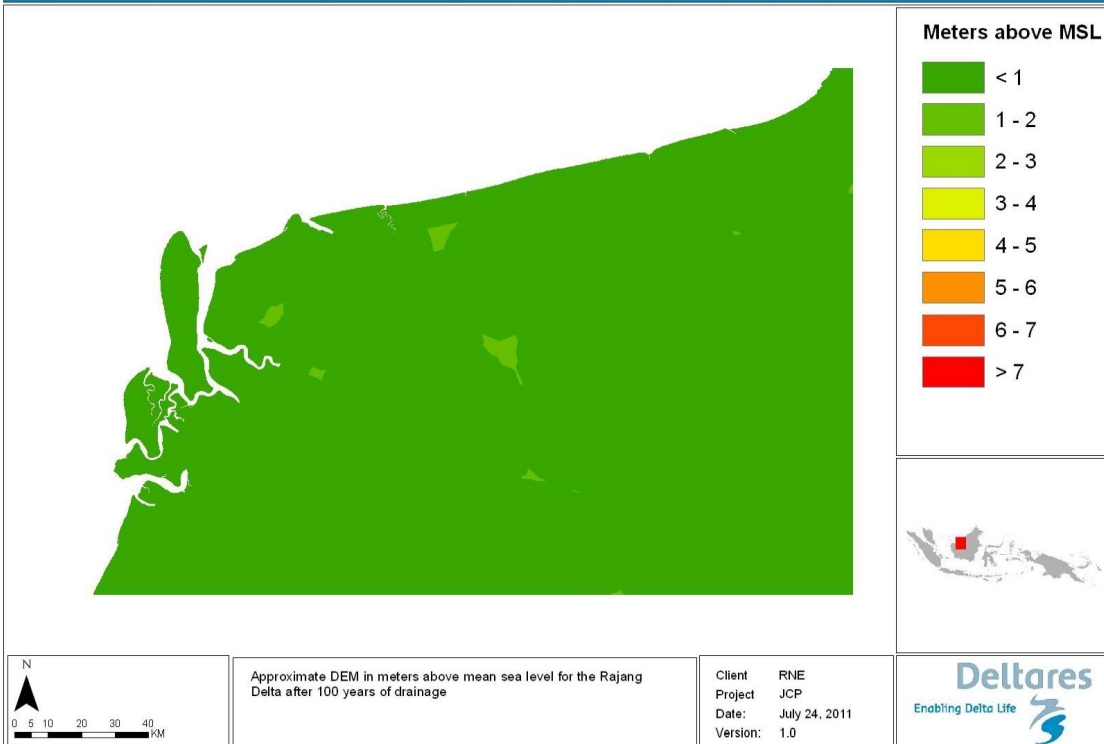 Meters above MSL
< 1
1 - 2
2 - 3
3 - 4
4 - 5
5 - 6
6 - 7
> 7
N
0 5 10 20 30 40
KM
Approximate DEM in meters above mean sea level for the Rajang
Delta after 100 years of drainage
Client RNE
Project JCP
Date: July 24, 2011
Version: 1.0
Deltares
Enabling Delta Life